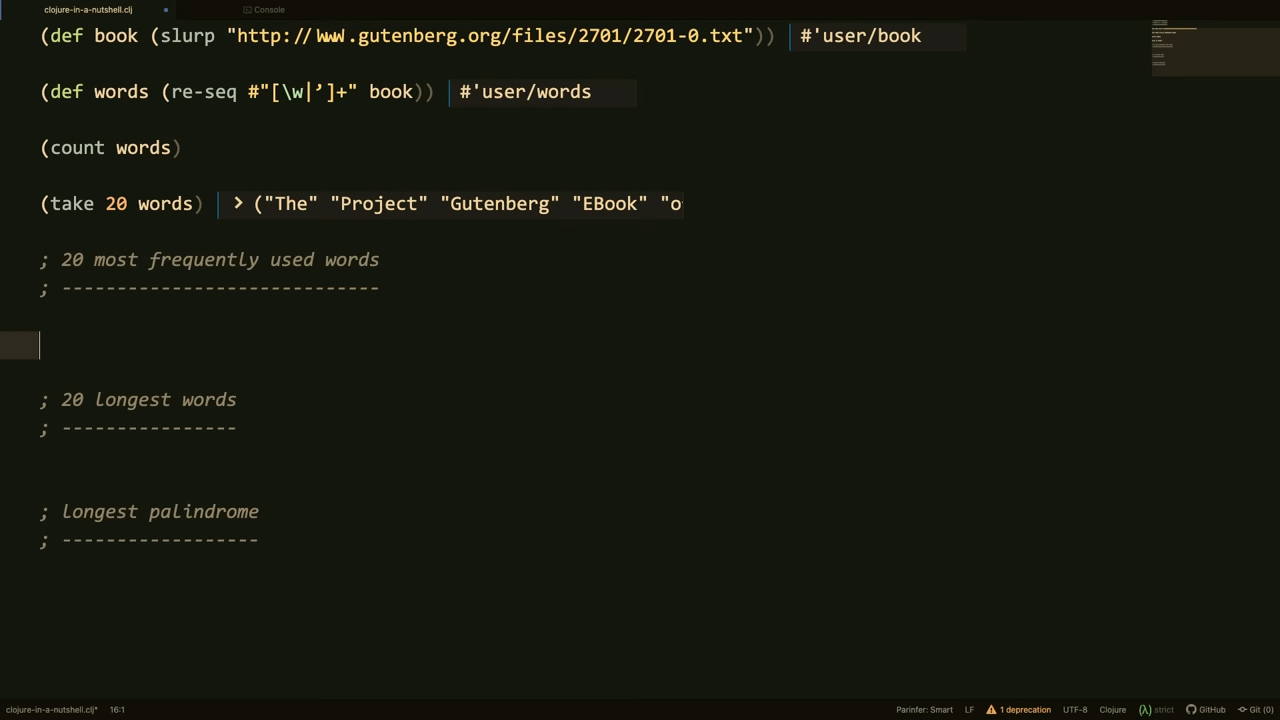 clojure-in-a-nutshell.clj
Console
(def book (slurp "http://www.gutenberg.org/files/2701/2701-0.txt")) #'user/book
(def words (re-seq #"[\w|’]+" book)) #'user/words
(count words)
(take 20 words) > ("The" "Project" "Gutenberg" "EBook" "o
; 20 most frequently used words
; -----------------------------
; 20 longest words
; ----------------
; longest palindrome
; ------------------
clojure-in-a-nutshell.clj* 16:1 Parinfer: Smart LF 1 deprecation UTF-8 Clojure (λ) strict GitHub Git (0)